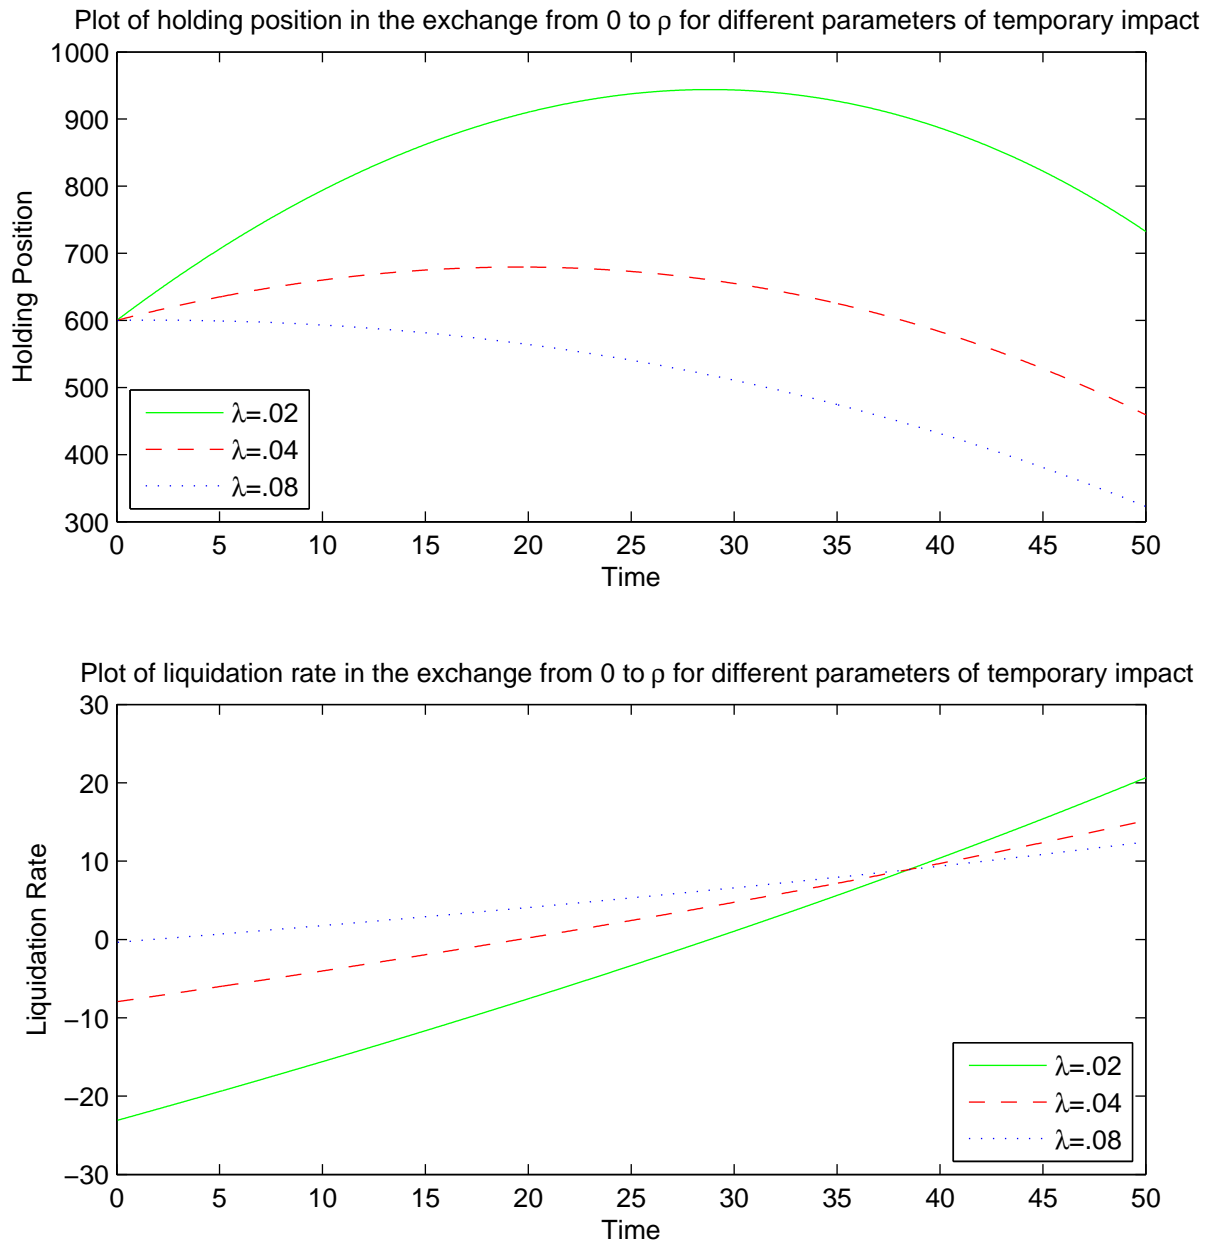 Plot of holding position in the exchange from 0 to ρ for different parameters of temporary impact
1000
900
800
700
600
500
400
300
Holding Position
λ=.02
λ=.04
λ=.08
0 5 10 15 20 25 30 35 40 45 50
Time
Plot of liquidation rate in the exchange from 0 to ρ for different parameters of temporary impact
30
20
10
0
−10
−20
−30
Liquidation Rate
λ=.02
λ=.04
λ=.08
0 5 10 15 20 25 30 35 40 45 50
Time